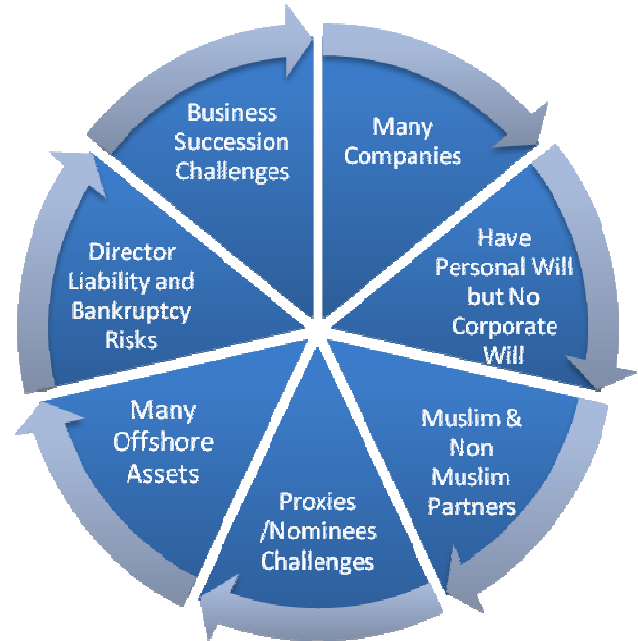 Many
Companies
Have
Personal Will
but No
Corporate
Will
Muslim &
Non
Muslim
Partners
Proxies
/Nominees
Challenges
Many
Offshore
Assets
Director
Liability and
Bankruptcy
Risks
Business
Succession
Challenges